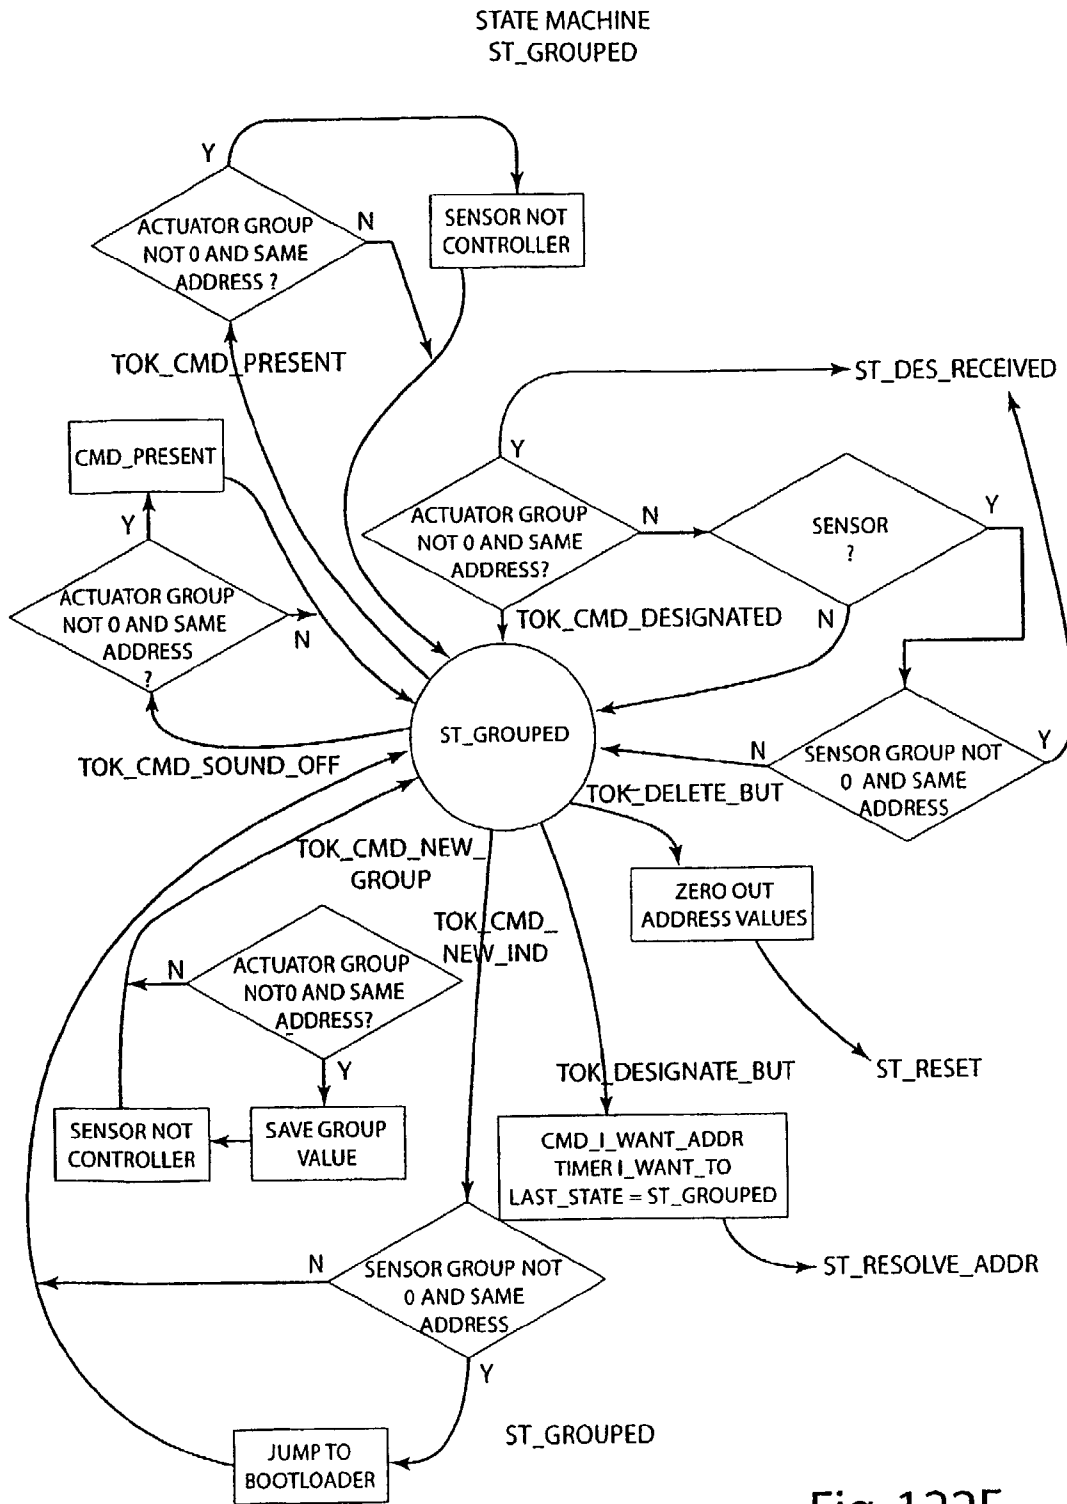 STATE MACHINE
ST_GROUPED
Y
ACTUATOR GROUP
NOT 0 AND SAME
ADDRESS ?
N
SENSOR NOT
CONTROLLER
TOK_CMD_PRESENT
ST_DES_RECEIVED
CMD_PRESENT
Y
Y
ACTUATOR GROUP
NOT 0 AND SAME
ADDRESS?
N
SENSOR
?
Y
ACTUATOR GROUP
NOT 0 AND SAME
ADDRESS
?
N
TOK_CMD_DESIGNATED
N
ST_GROUPED
TOK_CMD_SOUND_OFF
N
SENSOR GROUP NOT
0 AND SAME
ADDRESS
Y
TOK_DELETE_BUT
TOK_CMD_NEW_
GROUP
ZERO OUT
ADDRESS VALUES
TOK_CMD_
NEW_IND
N
ACTUATOR GROUP
NOT0 AND SAME
ADDRESS?
Y
TOK_DESIGNATE_BUT
ST_RESET
SENSOR NOT
CONTROLLER
SAVE GROUP
VALUE
CMD_I_WANT_ADDR
TIMER I_WANT_TO
LAST_STATE = ST_GROUPED
N
SENSOR GROUP NOT
0 AND SAME
ADDRESS
ST_RESOLVE_ADDR
Y
ST_GROUPED
JUMP TO
BOOTLOADER